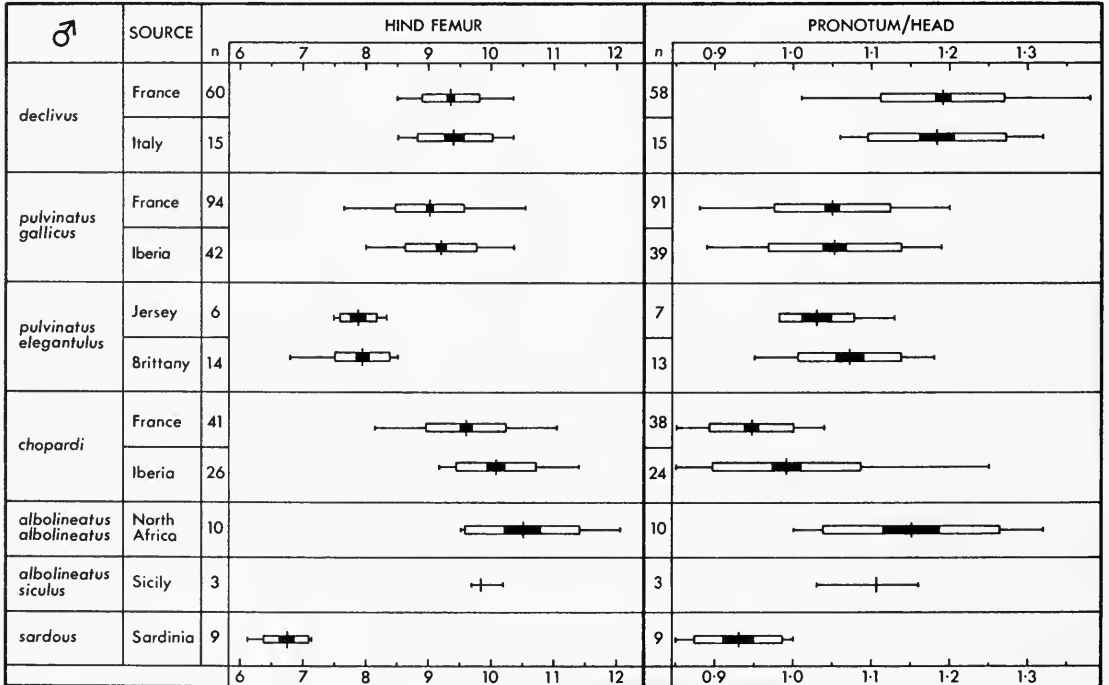 ♂ SOURCE HIND FEMUR PRONOTUM/HEAD
n 6 7 8 9 10 11 12 n 0·9 1·0 1·1 1·2 1·3
declivus
France 60 58
Italy 15 15
pulvinatus gallicus
France 94 91
Iberia 42 39
pulvinatus elegantulus
Jersey 6 7
Brittany 14 13
chopardi
France 41 38
Iberia 26 24
albolineatus albolineatus
North Africa 10 10
albolineatus siculus
Sicily 3 3
sardous Sardinia 9 9
6 7 8 9 10 11 12 0·9 1·0 1·1 1·2 1·3